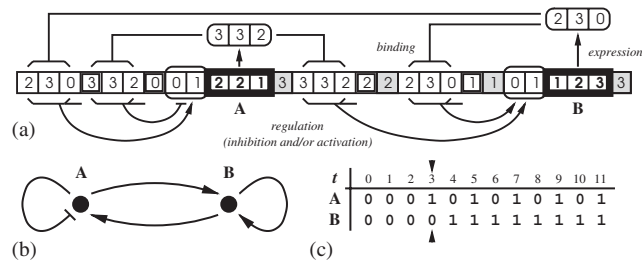 3 3 2
2 3 0
binding
expression
2 3 0 3 3 2 0 0 1 2 2 1 3 3 3 2 2 2 2 3 0 1 1 0 1 1 2 3 3
A
B
(a)
regulation
(inhibition and/or activation)
A B
(b)
t 0 1 2 3 4 5 6 7 8 9 10 11
A 0 0 0 1 0 1 0 1 0 1 0 1
B 0 0 0 0 1 1 1 1 1 1 1 1
(c)